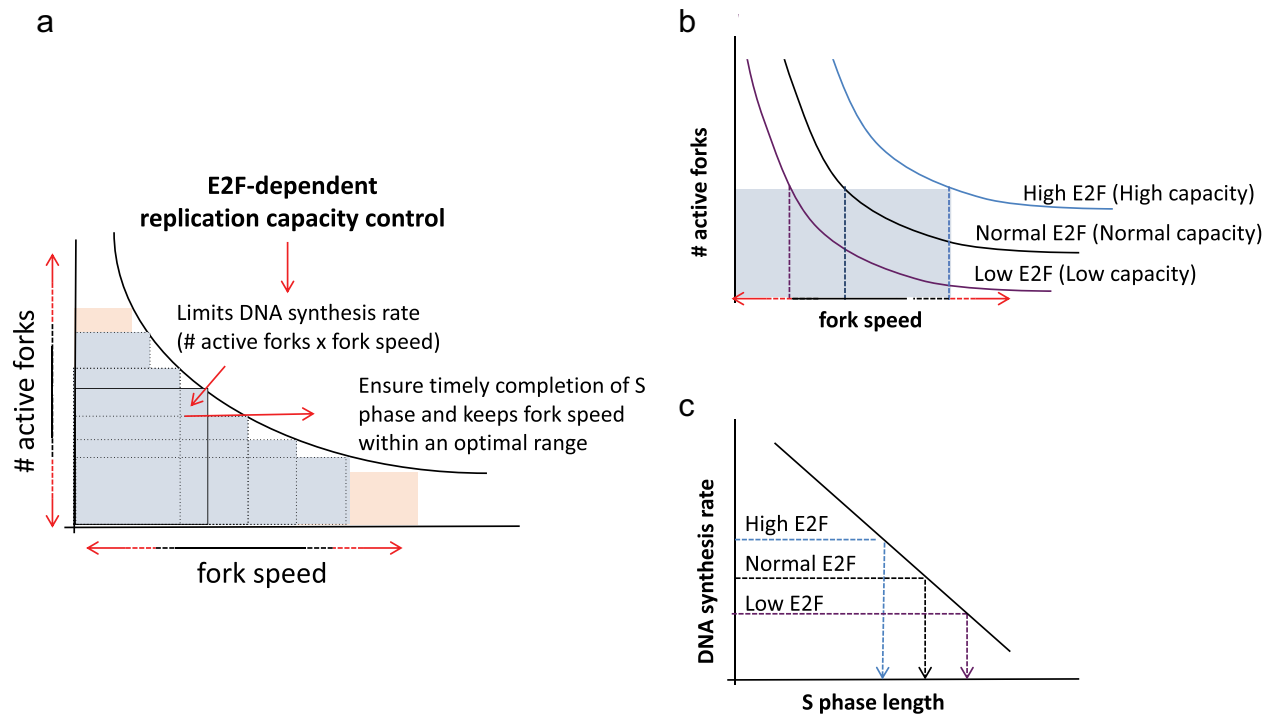 a
E2F-dependent
replication capacity control
Limits DNA synthesis rate
(# active forks x fork speed)
Ensure timely completion of S
phase and keeps fork speed
within an optimal range
# active forks
fork speed
b
# active forks
High E2F (High capacity)
Normal E2F (Normal capacity)
Low E2F (Low capacity)
fork speed
c
DNA synthesis rate
High E2F
Normal E2F
Low E2F
S phase length